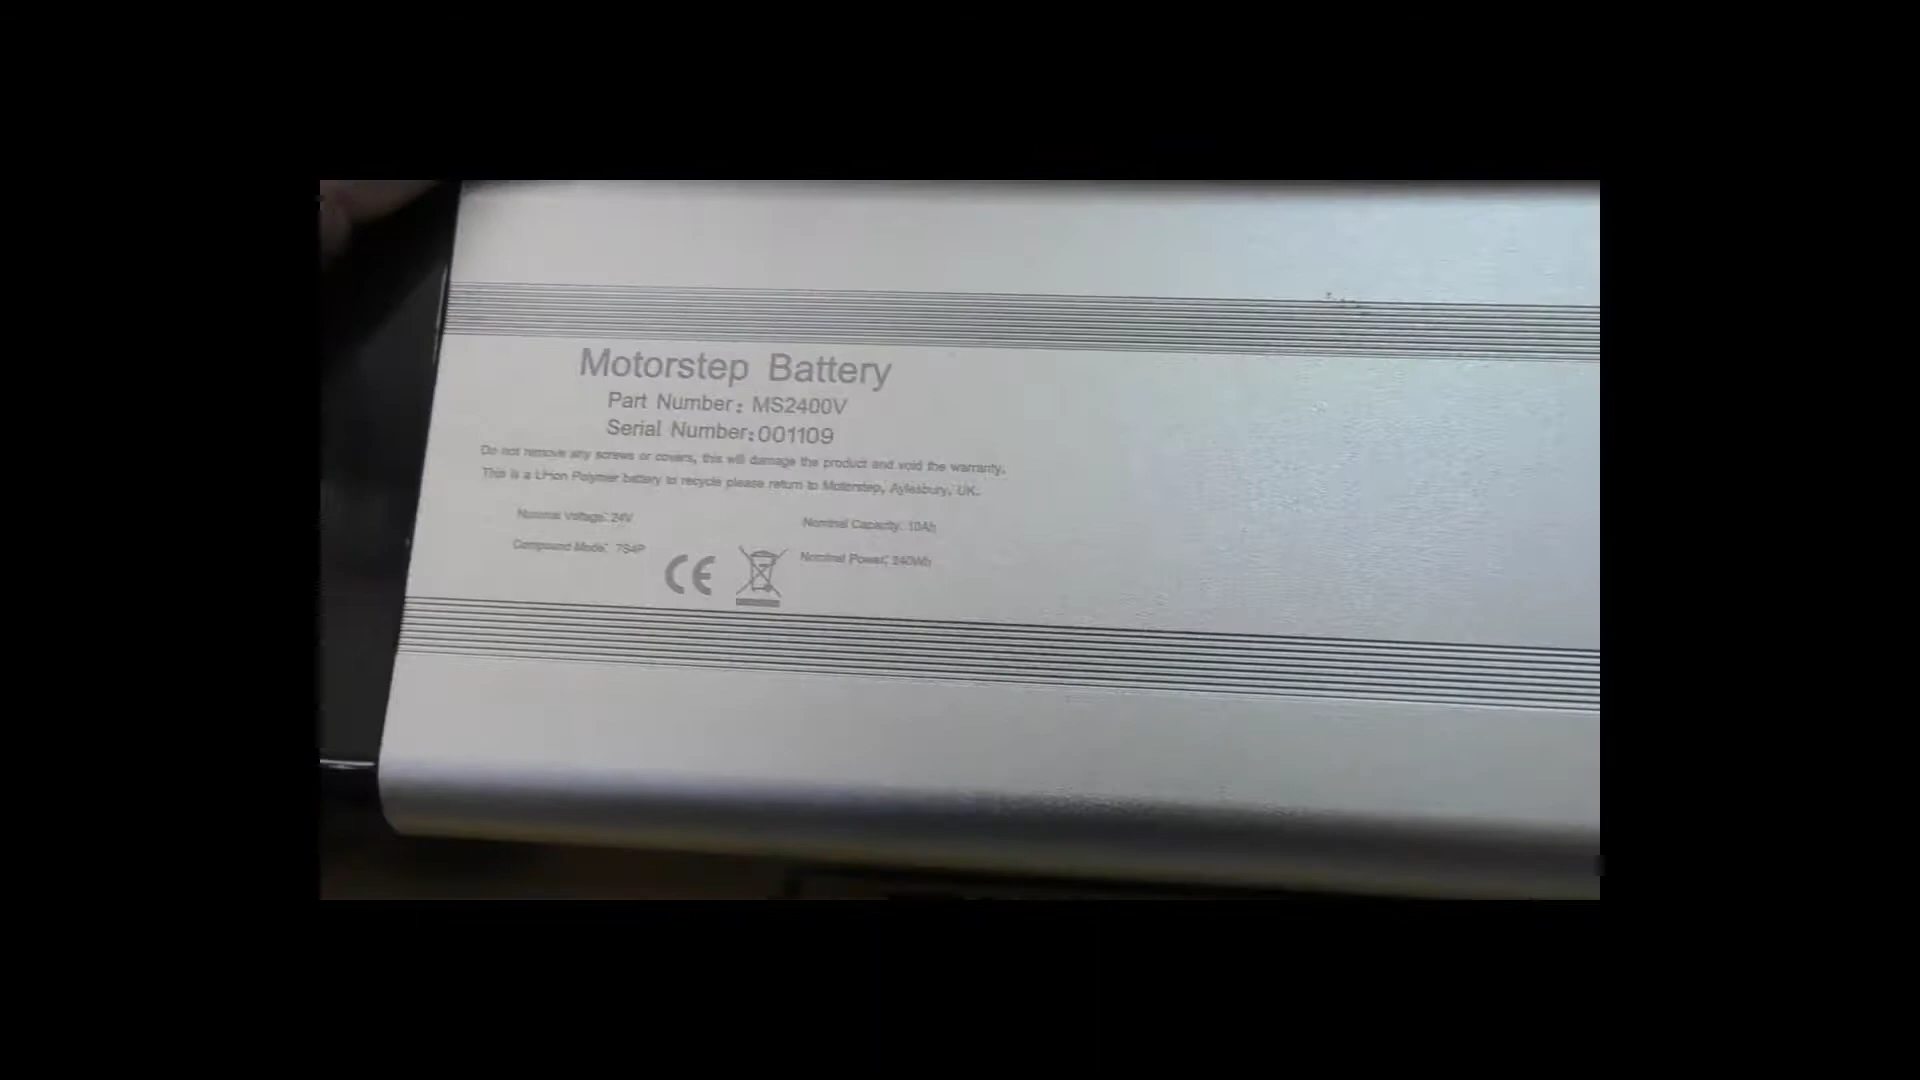 Motorstep Battery
Part Number: MS2400V
Serial Number:001109
Do not remove any screws or covers, this will damage the product and void the warranty.
This is a Li-ion Polymer battery to recycle please return to Motorstep, Aylesbury, UK.
Nominal Voltage: 24V
Nominal Capacity: 10Ah
Compound Mode: 7S4P
Nominal Power: 240Wh
CE